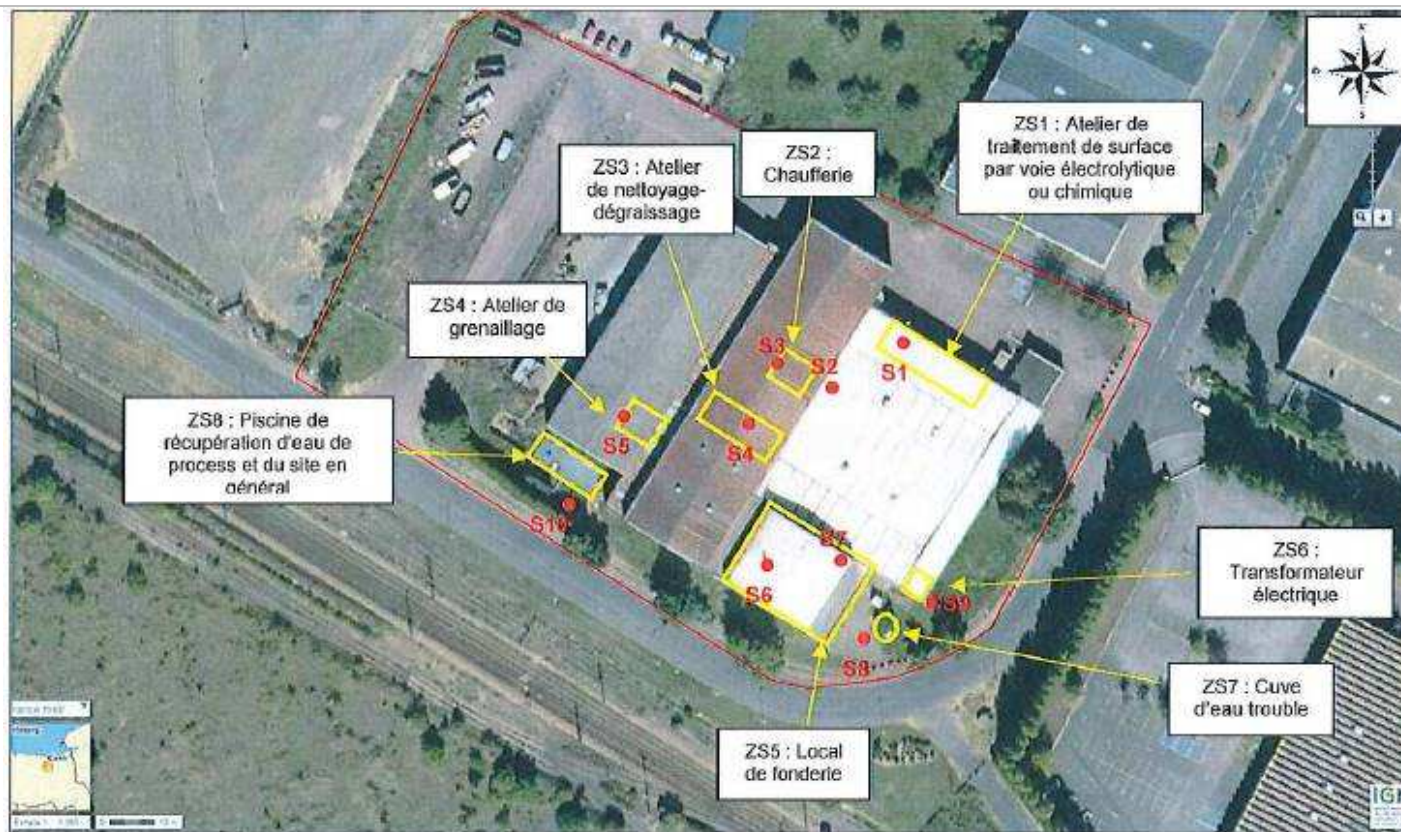 ZS1 : Atelier de
traitement de surface
par voie électrolytique
ou chimique
ZS2 :
Chaufferie
ZS3 : Atelier
de nettoyage-
dégraissage
ZS4 : Atelier de
grenaillage
ZS8 : Piscine de
récupération d'eau de
process et du site en
général
S3
S2
S1
S5
S4
S10
S7
S6
S9
S8
ZS6 :
Transformateur
électrique
ZS7 : Cuve
d'eau trouble
ZS5 : Local
de fonderie
IGN